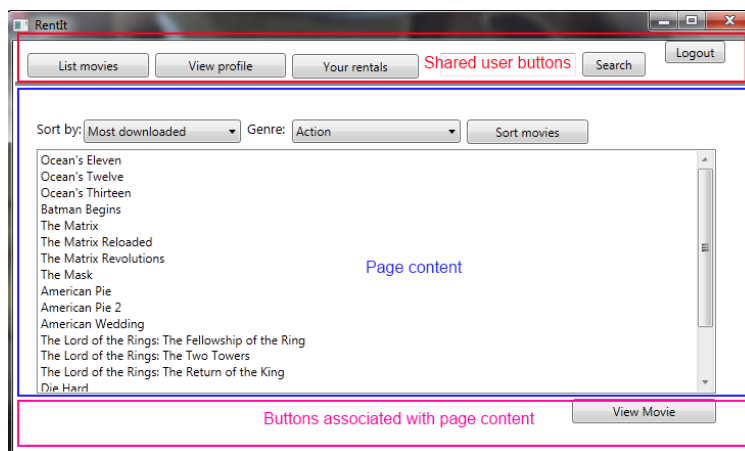 RentIt
Logout
List movies View profile Your rentals Shared user buttons Search
Sort by: Most downloaded Genre: Action Sort movies
Ocean's Eleven
Ocean's Twelve
Ocean's Thirteen
Batman Begins
The Matrix
The Matrix Reloaded
The Matrix Revolutions
Page content
The Mask
American Pie
American Pie 2
American Wedding
The Lord of the Rings: The Fellowship of the Ring
The Lord of the Rings: The Two Towers
The Lord of the Rings: The Return of the King
Die Hard
Buttons associated with page content View Movie